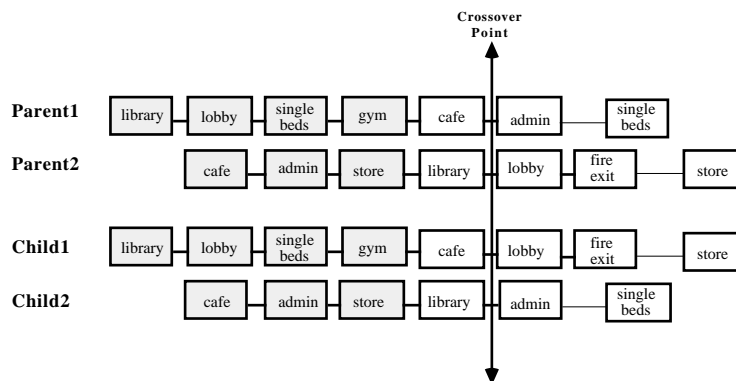 Crossover
Point
Parent1
library
lobby
single
beds
gym
cafe
admin
single
beds
Parent2
cafe
admin
store
library
lobby
fire
exit
store
Child1
library
lobby
single
beds
gym
cafe
lobby
fire
exit
store
Child2
cafe
admin
store
library
admin
single
beds